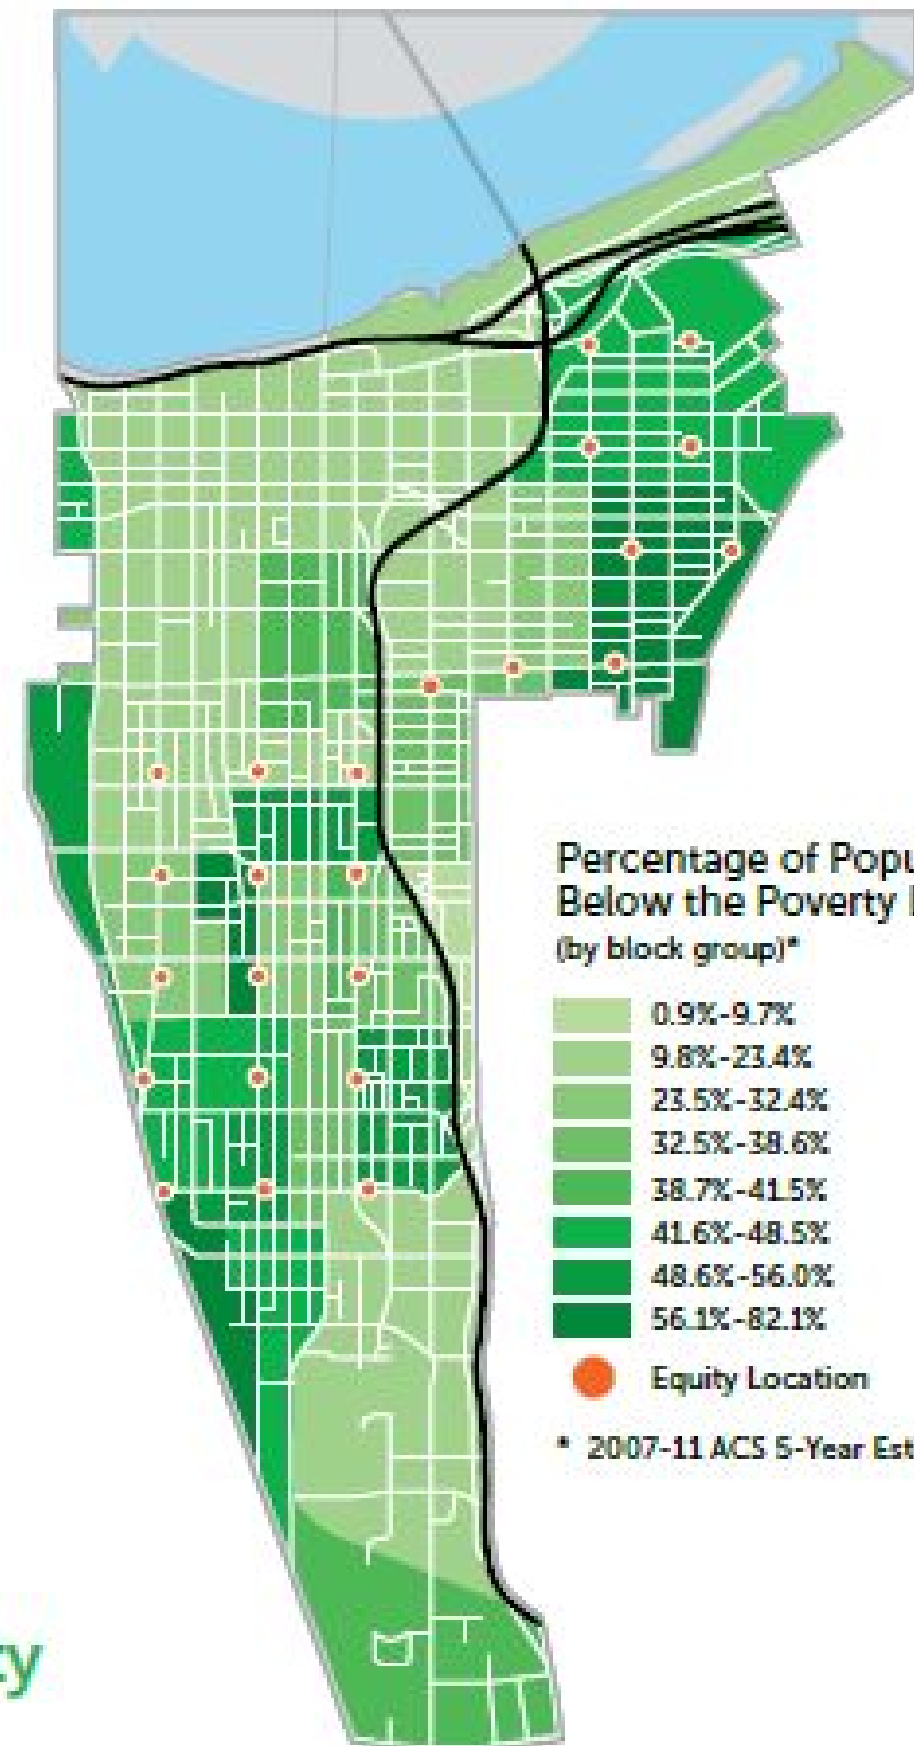 Percentage of Popu
Below the Poverty
(by block group)*
0.9%-9.7%
9.8%-23.4%
23.5%-32.4%
32.5%-38.6%
38.7%-41.5%
41.6%-48.5%
48.6%-56.0%
56.1%-82.1%
Equity Location
* 2007-11 ACS 5-Year Est
ty